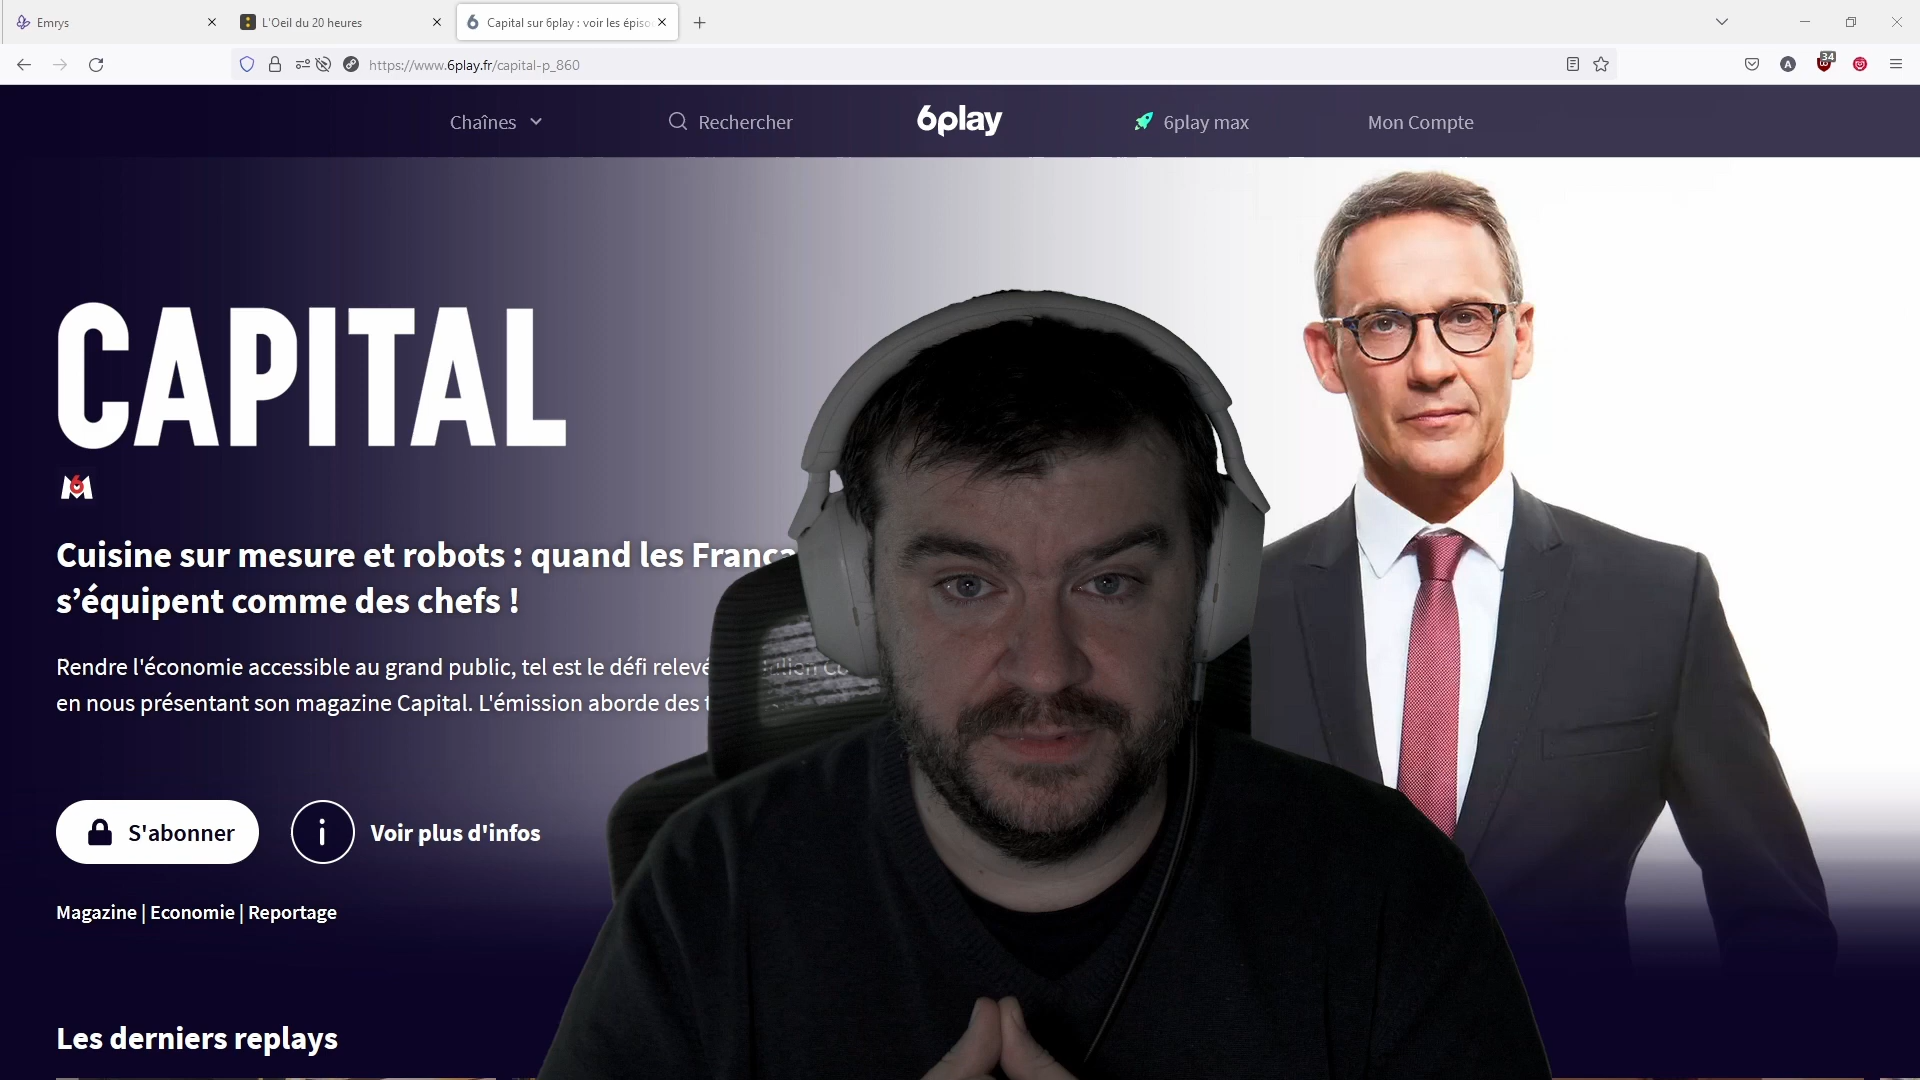 Emrys
L'Oeil du 20 heures
Capital sur 6play : voir les épiso
https://www.6play.fr/capital-p_860
34
Chaînes
Rechercher
6play
6play max
Mon Compte
CAPITAL
M6
Cuisine sur mesure et robots : quand les França
s'équipent comme des chefs !
Rendre l'économie accessible au grand public, tel est le défi relevé
en nous présentant son magazine Capital. L'émission aborde des t
S'abonner
Voir plus d'infos
Magazine | Economie | Reportage
Les derniers replays